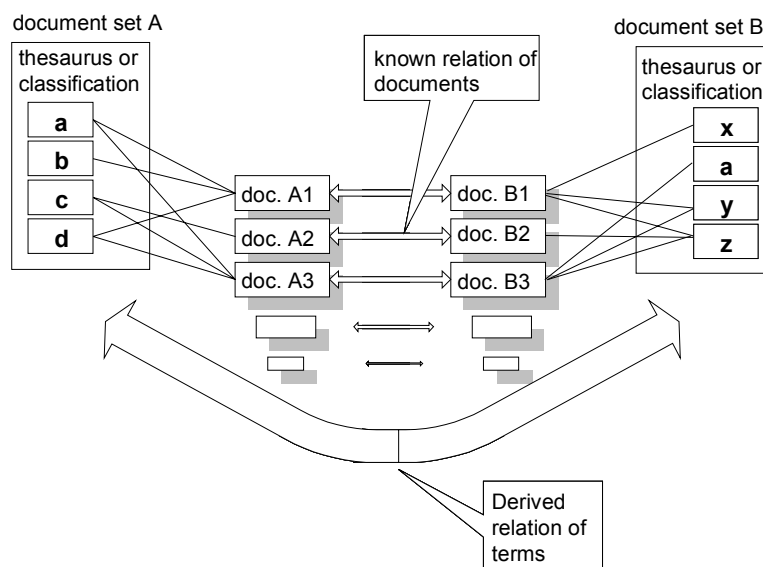 document set A
thesaurus or
classification
a
b
c
d
known relation of
documents
document set B
thesaurus or
classification
x
a
y
z
doc. A1
doc. B1
doc. A2
doc. B2
doc. A3
doc. B3
Derived
relation of
terms